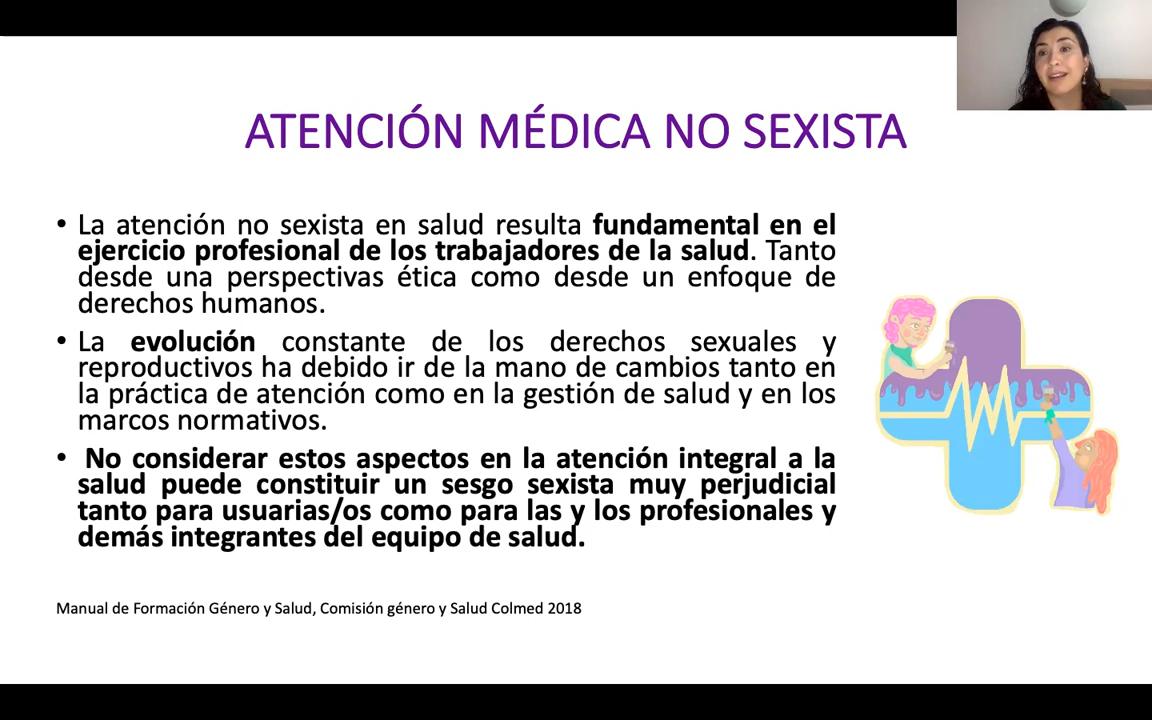 ATENCIÓN MÉDICA NO SEXISTA
• La atención no sexista en salud resulta fundamental en el
ejercicio profesional de los trabajadores de la salud. Tanto
desde una perspectivas ética como desde un enfoque de
derechos humanos.
• La evolución constante de los derechos sexuales y
reproductivos ha debido ir de la mano de cambios tanto en
la práctica de atención como en la gestión de salud y en los
marcos normativos.
• No considerar estos aspectos en la atención integral a la
salud puede constituir un sesgo sexista muy perjudicial
tanto para usuarias/os como para las y los profesionales y
demás integrantes del equipo de salud.
Manual de Formación Género y Salud, Comisión género y Salud Colmed 2018